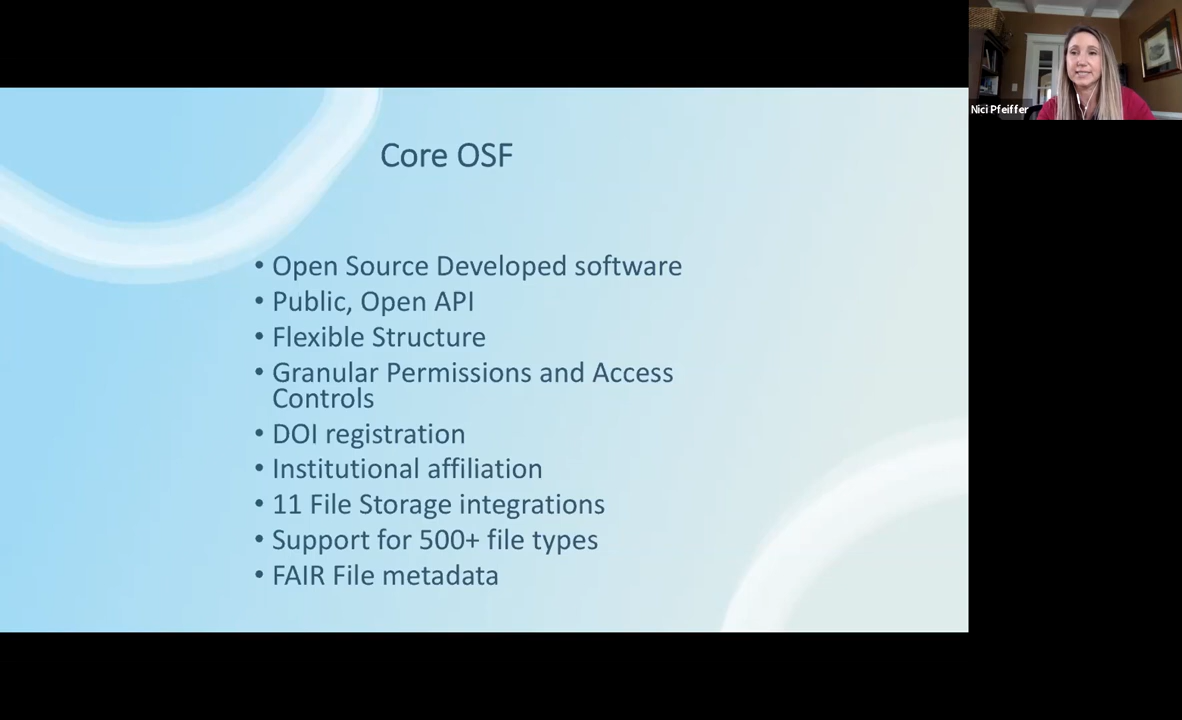 Core OSF
• Open Source Developed software
• Public, Open API
• Flexible Structure
• Granular Permissions and Access
Controls
• DOI registration
• Institutional affiliation
• 11 File Storage integrations
• Support for 500+ file types
• FAIR File metadata
Nici Pfeiffer